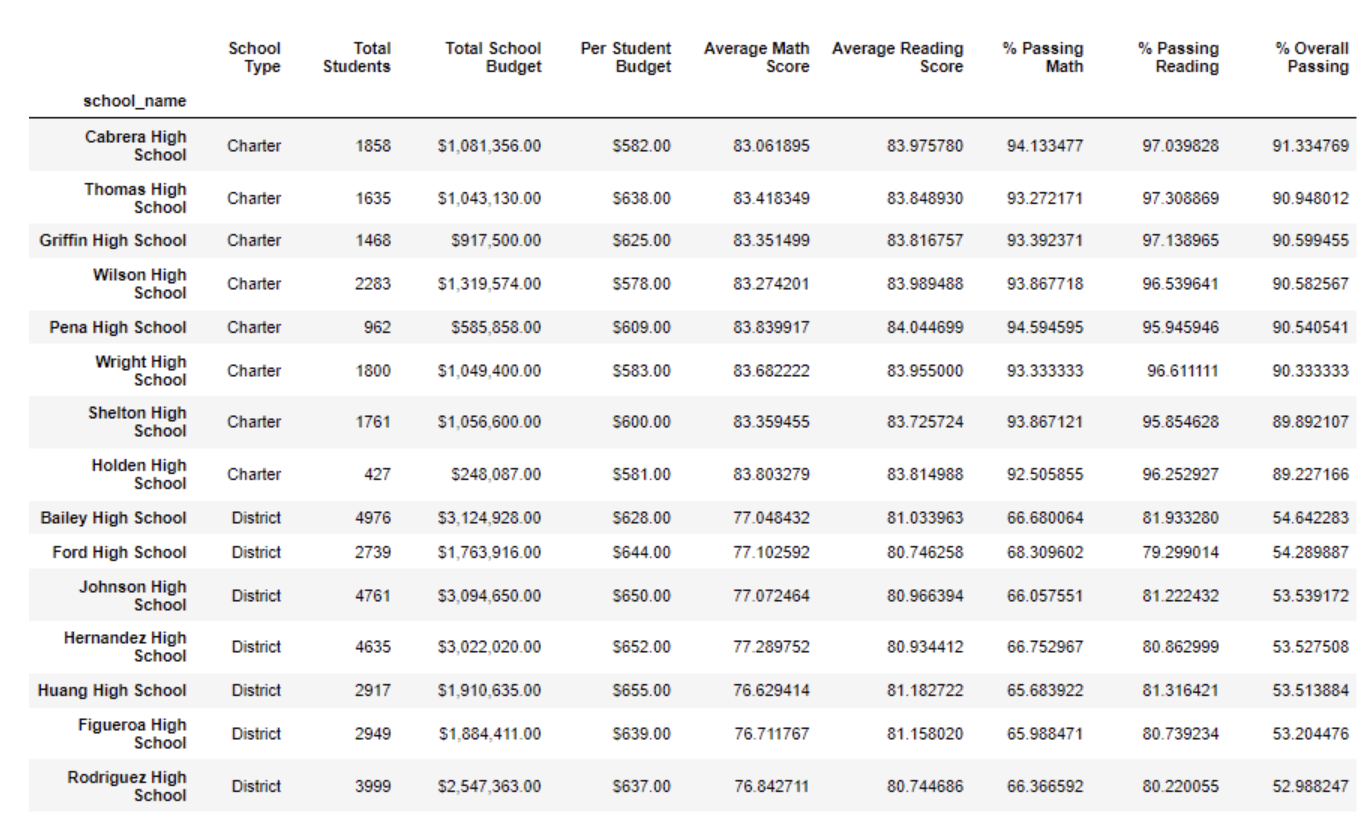 School Type Total Students Total School Budget Per Student Budget Average Math Score Average Reading Score % Passing Math % Passing Reading % Overall Passing
school_name
Cabrera High School Charter 1858 $1,081,356.00 $582.00 83.061895 83.975780 94.133477 97.039828 91.334769
Thomas High School Charter 1635 $1,043,130.00 $638.00 83.418349 83.848930 93.272171 97.308869 90.948012
Griffin High School Charter 1468 $917,500.00 $625.00 83.351499 83.816757 93.392371 97.138965 90.599455
Wilson High School Charter 2283 $1,319,574.00 $578.00 83.274201 83.989488 93.867718 96.539641 90.582567
Pena High School Charter 962 $585,858.00 $609.00 83.839917 84.044699 94.594595 95.945946 90.540541
Wright High School Charter 1800 $1,049,400.00 $583.00 83.682222 83.955000 93.333333 96.611111 90.333333
Shelton High School Charter 1761 $1,056,600.00 $600.00 83.359455 83.725724 93.867121 95.854628 89.892107
Holden High School Charter 427 $248,087.00 $581.00 83.803279 83.814988 92.505855 96.252927 89.227166
Bailey High School District 4976 $3,124,928.00 $628.00 77.048432 81.033963 66.680064 81.933280 54.642283
Ford High School District 2739 $1,763,916.00 $644.00 77.102592 80.746258 68.309602 79.299014 54.289887
Johnson High School District 4761 $3,094,650.00 $650.00 77.072464 80.966394 66.057551 81.222432 53.539172
Hernandez High School District 4635 $3,022,020.00 $652.00 77.289752 80.934412 66.752967 80.862999 53.527508
Huang High School District 2917 $1,910,635.00 $655.00 76.629414 81.182722 65.683922 81.316421 53.513884
Figueroa High School District 2949 $1,884,411.00 $639.00 76.711767 81.158020 65.988471 80.739234 53.204476
Rodriguez High School District 3999 $2,547,363.00 $637.00 76.842711 80.744686 66.366592 80.220055 52.988247